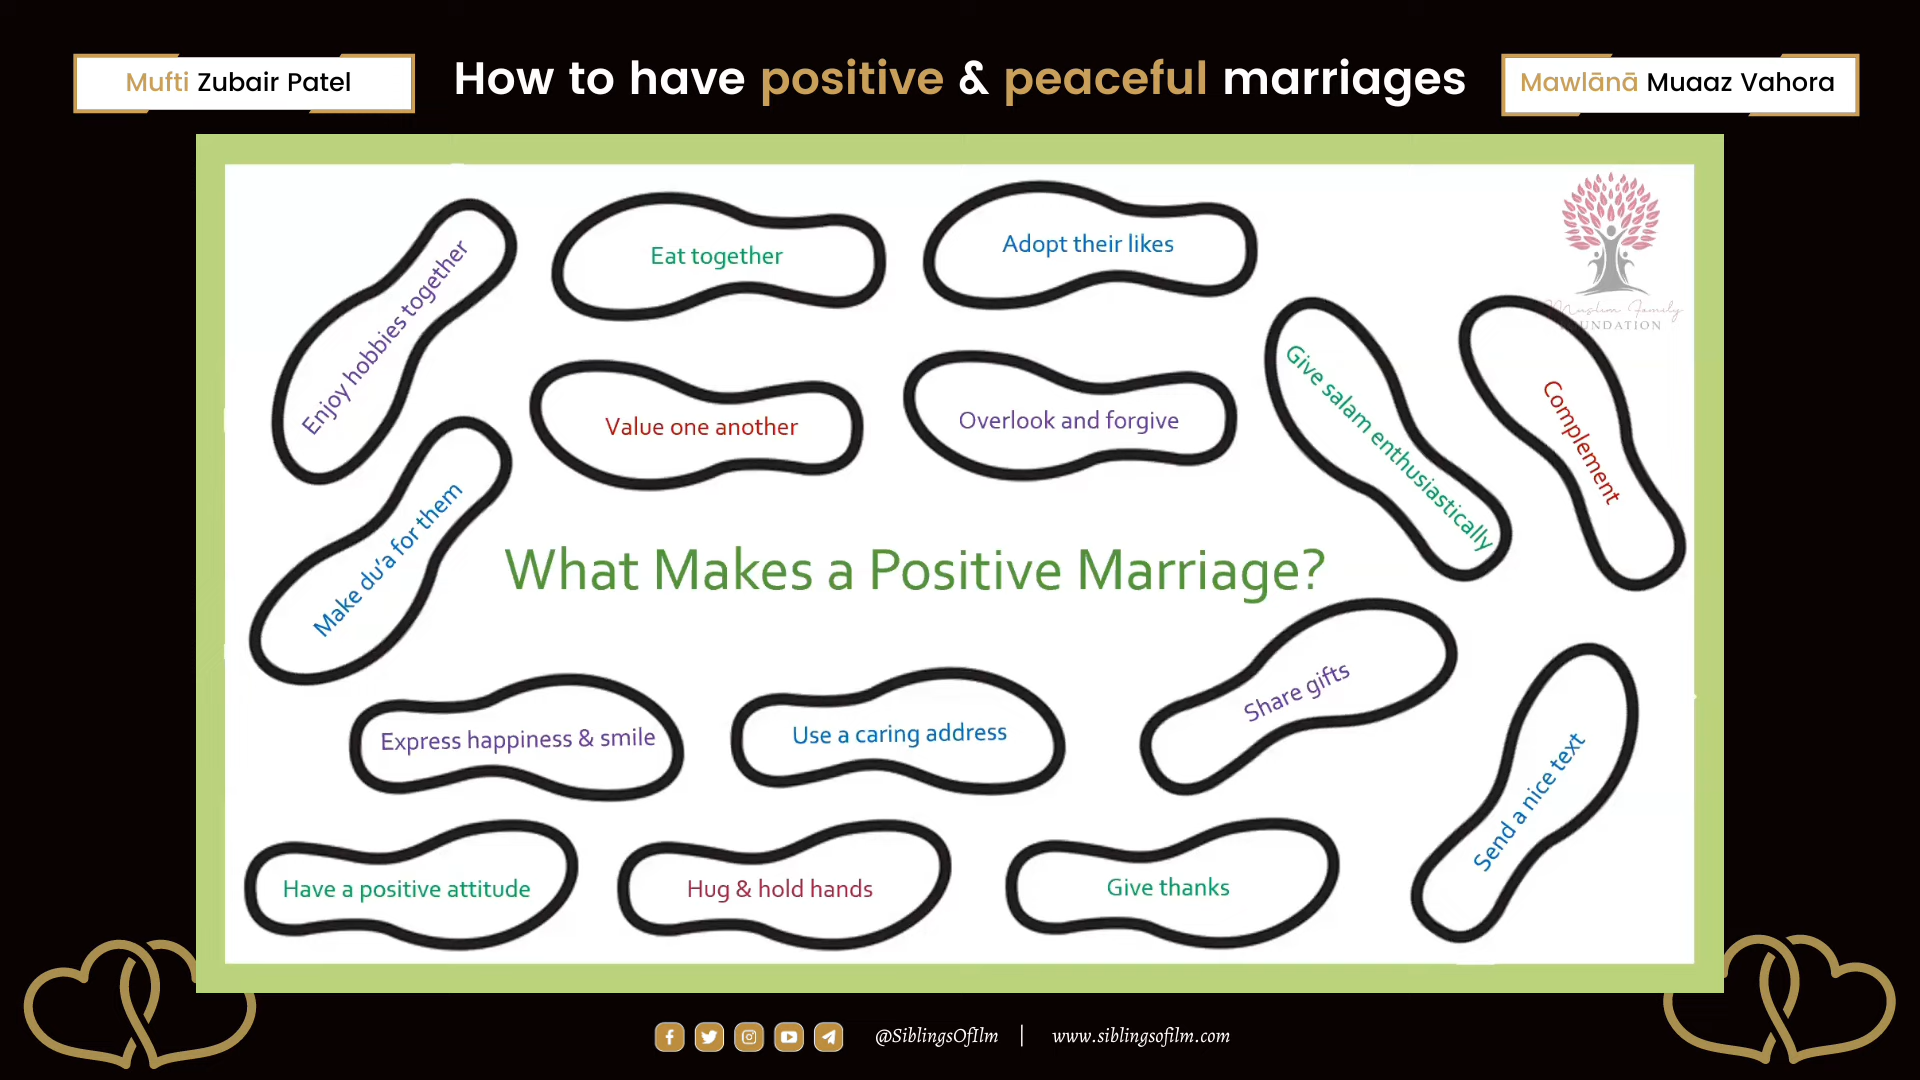 Mufti Zubair Patel
How to have positive & peaceful marriages
Mawlānā Muaaz Vahora
Enjoy hobbies together
Eat together
Adopt their likes
Muslim Family
FOUNDATION
Value one another
Overlook and forgive
Give salam enthusiastically
Complement
Make du'a for them
What Makes a Positive Marriage?
Share gifts
Express happiness & smile
Use a caring address
Send a nice text
Have a positive attitude
Hug & hold hands
Give thanks
@SiblingsOfIlm | www.siblingsofilm.com